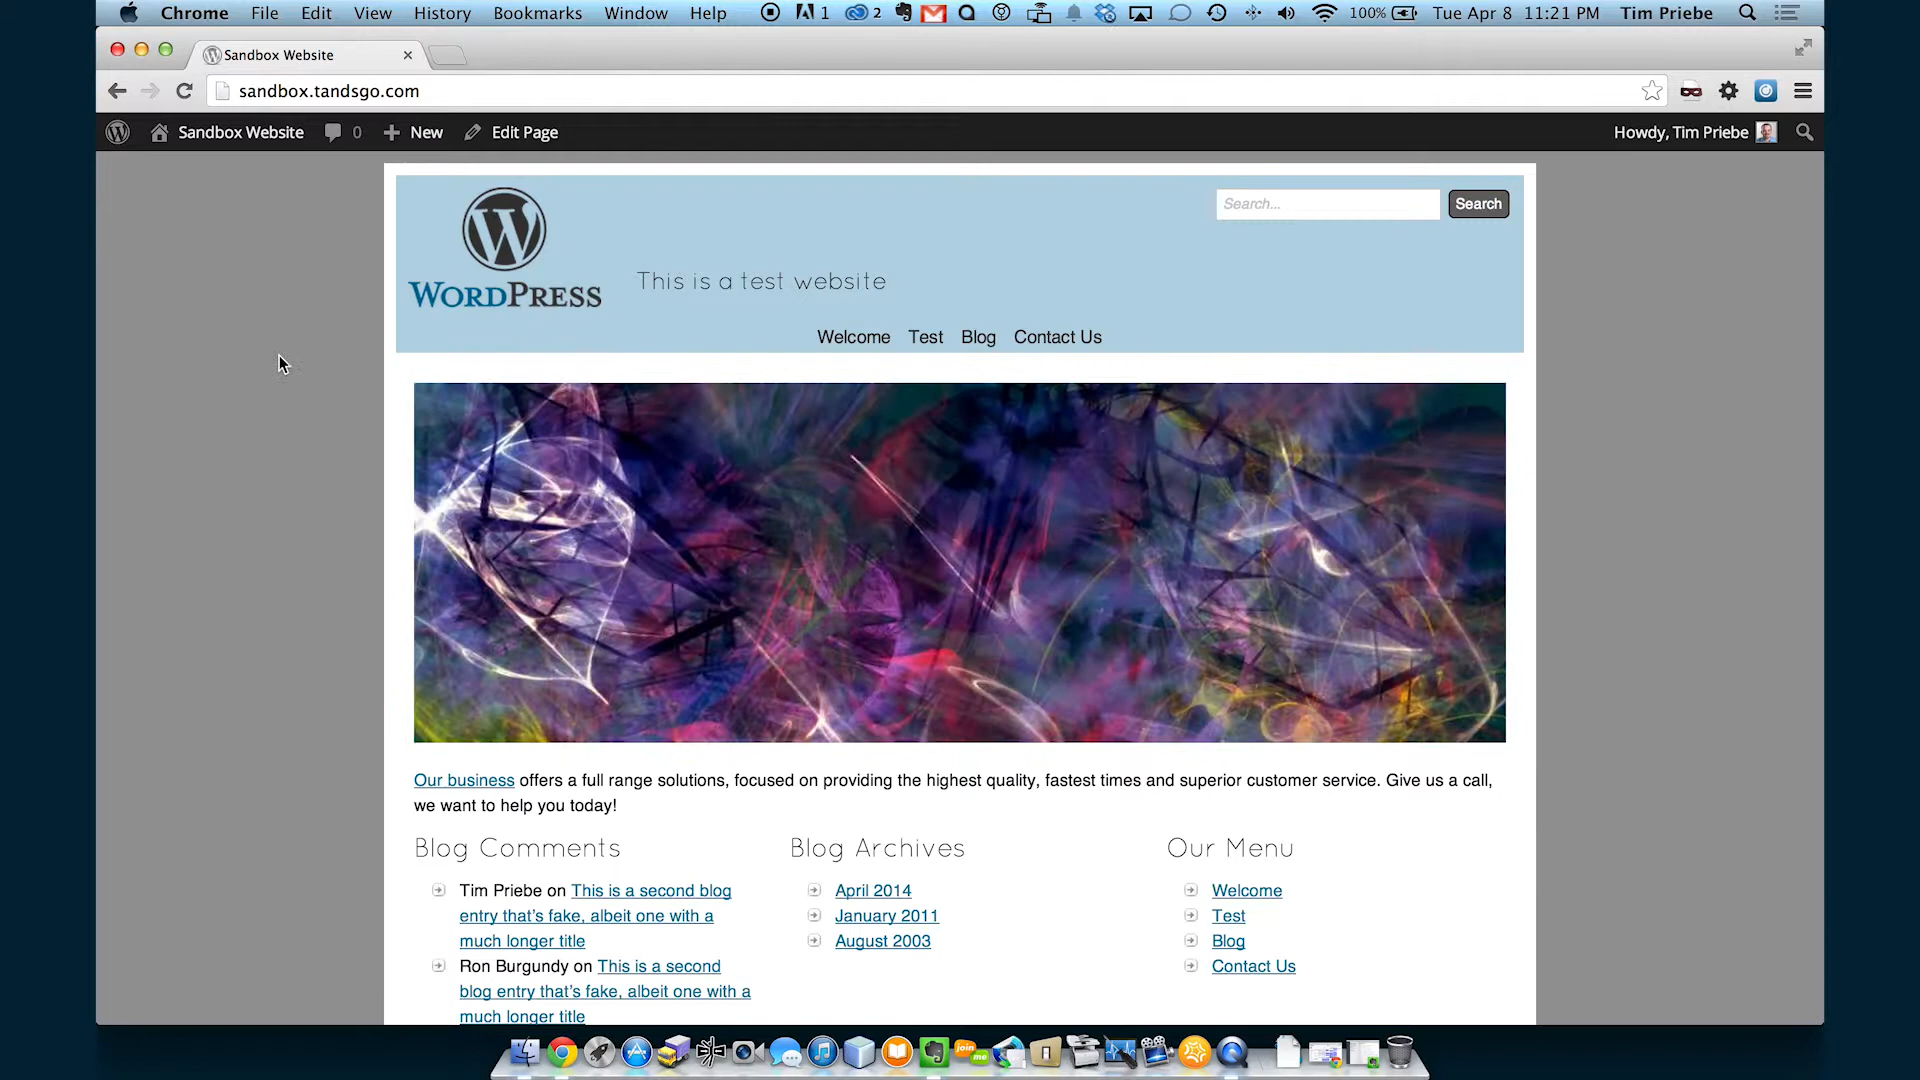 Chrome File Edit View History Bookmarks Window Help 1 2 100% Tue Apr 8 11:21 PM Tim Priebe
Sandbox Website
sandbox.tandsgo.com
Sandbox Website 0 New Edit Page Howdy, Tim Priebe
Search... Search
WORDPRESS
This is a test website
Welcome Test Blog Contact Us
Our business offers a full range solutions, focused on providing the highest quality, fastest times and superior customer service. Give us a call,
we want to help you today!
Blog Comments
Tim Priebe on This is a second blog
entry that's fake, albeit one with a
much longer title
Ron Burgundy on This is a second
blog entry that's fake, albeit one with a
much longer title
Blog Archives
April 2014
January 2011
August 2003
Our Menu
Welcome
Test
Blog
Contact Us
join
me